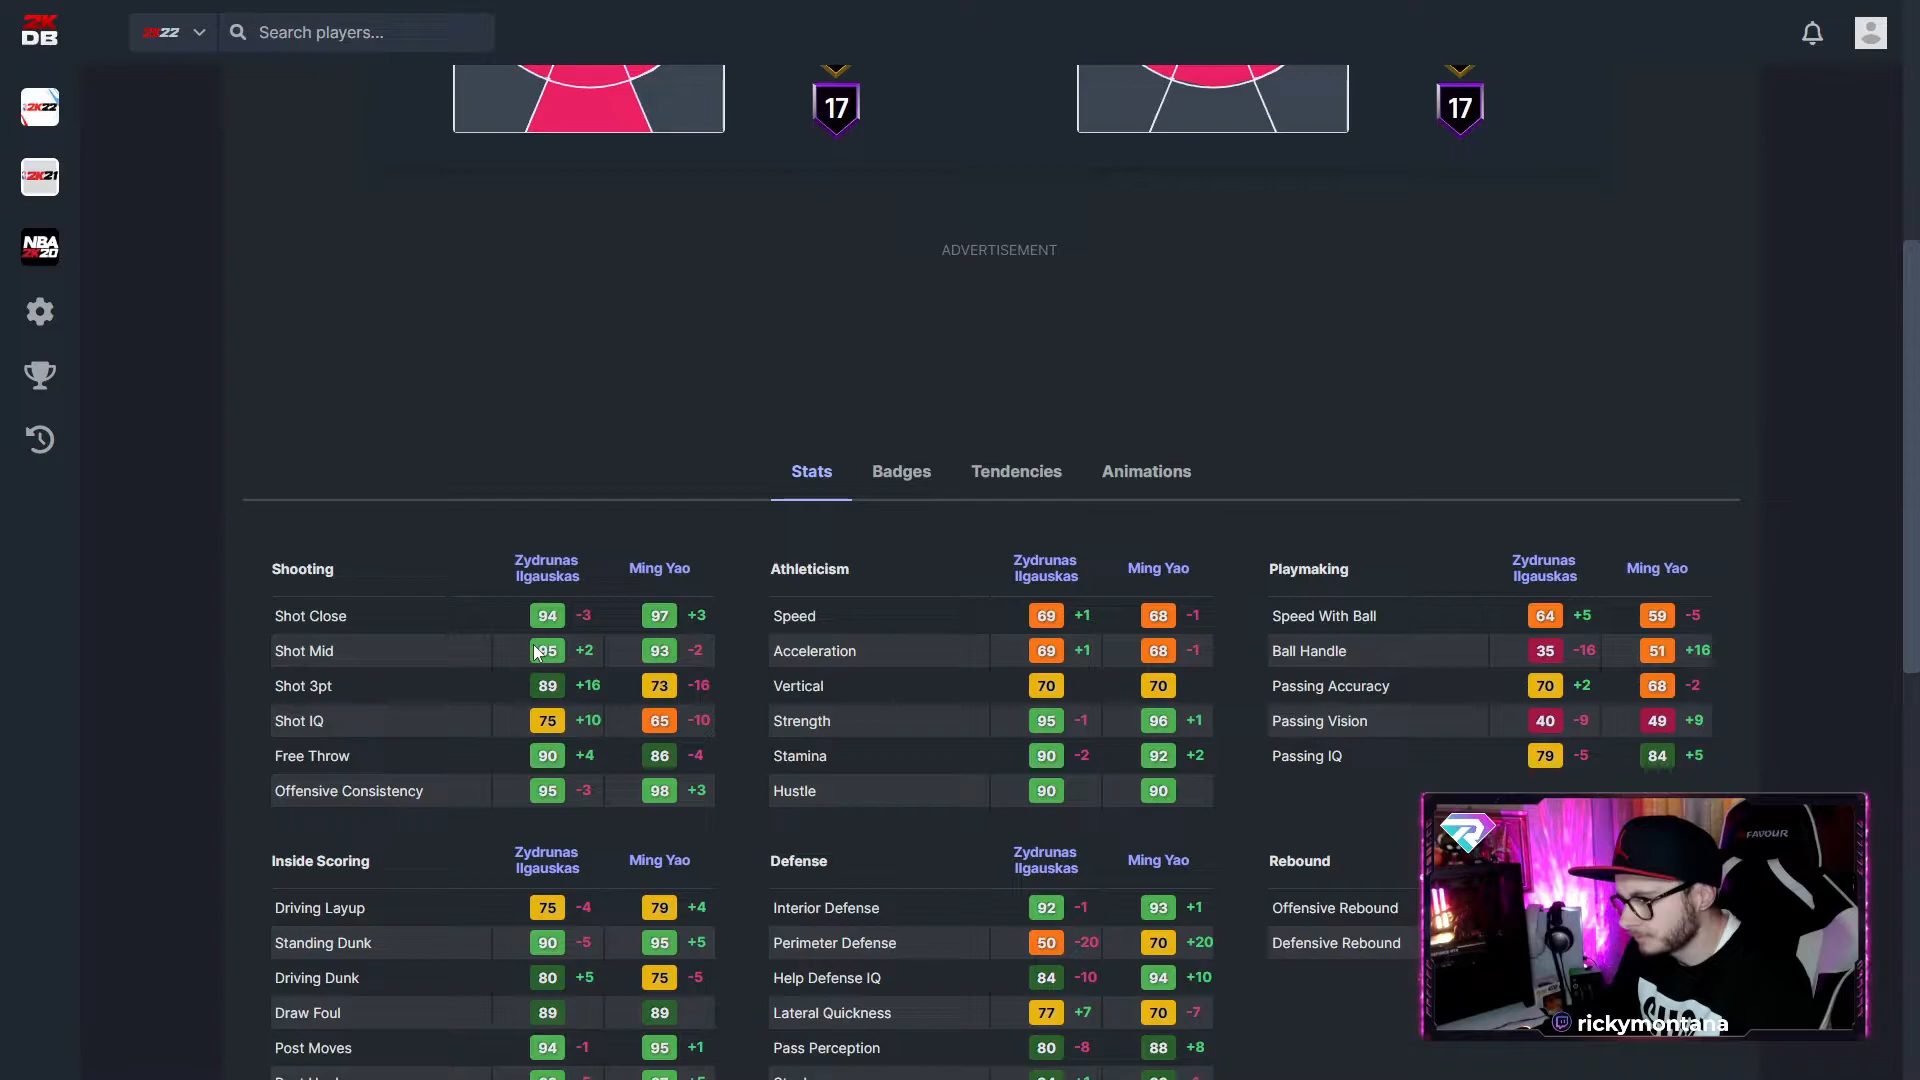 2K DB
2K22
Search players...
17
17
2K22
2K21
NBA 2K20
ADVERTISEMENT
Stats Badges Tendencies Animations
Shooting Zydrunas Ilgauskas Ming Yao
Shot Close 94 -3 97 +3
Shot Mid 95 +2 93 -2
Shot 3pt 89 +16 73 -16
Shot IQ 75 +10 65 -10
Free Throw 90 +4 86 -4
Offensive Consistency 95 -3 98 +3
Athleticism Zydrunas Ilgauskas Ming Yao
Speed 69 +1 68 -1
Acceleration 69 +1 68 -1
Vertical 70 70
Strength 95 -1 96 +1
Stamina 90 -2 92 +2
Hustle 90 90
Playmaking Zydrunas Ilgauskas Ming Yao
Speed With Ball 64 +5 59 -5
Ball Handle 35 -16 51 +16
Passing Accuracy 70 +2 68 -2
Passing Vision 40 -9 49 +9
Passing IQ 79 -5 84 +5
Inside Scoring Zydrunas Ilgauskas Ming Yao
Driving Layup 75 -4 79 +4
Standing Dunk 90 -5 95 +5
Driving Dunk 80 +5 75 -5
Draw Foul 89 89
Post Moves 94 -1 95 +1
Defense Zydrunas Ilgauskas Ming Yao
Interior Defense 92 -1 93 +1
Perimeter Defense 50 -20 70 +20
Help Defense IQ 84 -10 94 +10
Lateral Quickness 77 +7 70 -7
Pass Perception 80 -8 88 +8
Rebound
Offensive Rebound
Defensive Rebound
FAVOUR
rickymontana